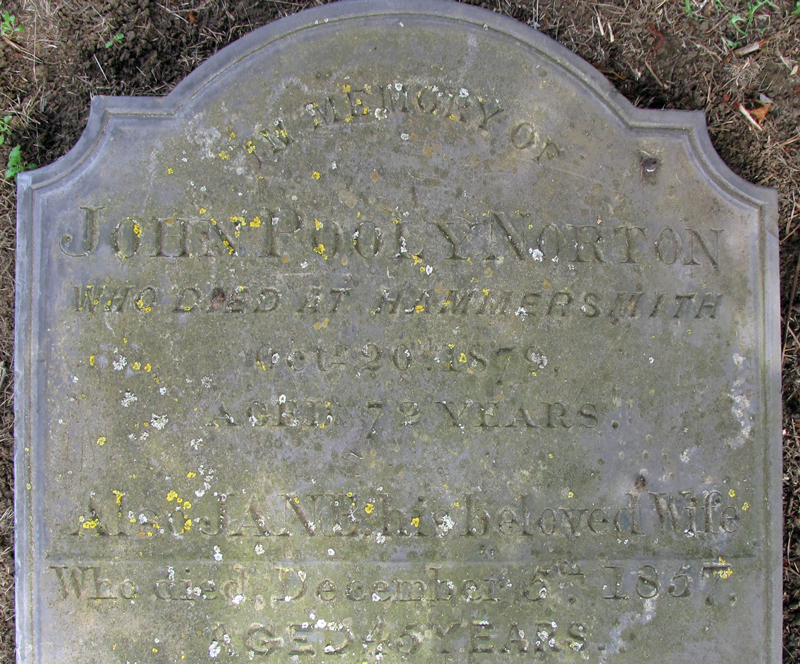 IN MEMORY OF
JOHN POOLY NORTON
WHO DIED AT HAMMERSMITH
Octr. 20th 1879.
AGED 72 YEARS.
Also JANE his beloved Wife
Who died, December 5th. 1857.
AGED 45 YEARS.